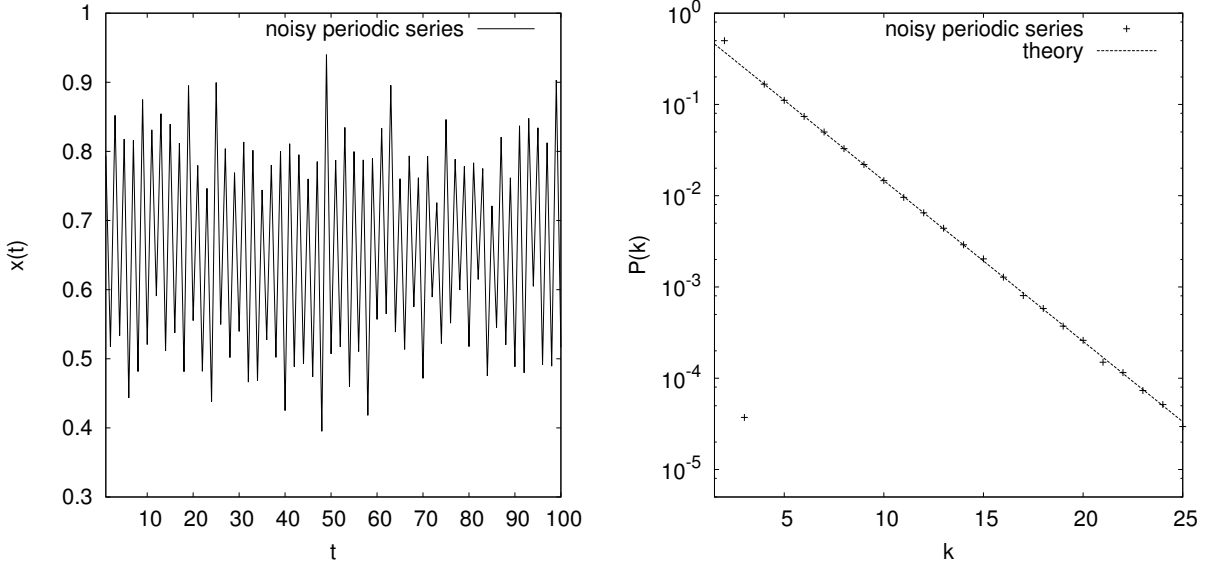 noisy periodic series
1
0.9
0.8
0.7
0.6
0.5
0.4
0.3
x(t)
10 20 30 40 50 60 70 80 90 100
t
noisy periodic series
theory
10^0
10^-1
10^-2
10^-3
10^-4
10^-5
P(k)
5 10 15 20 25
k